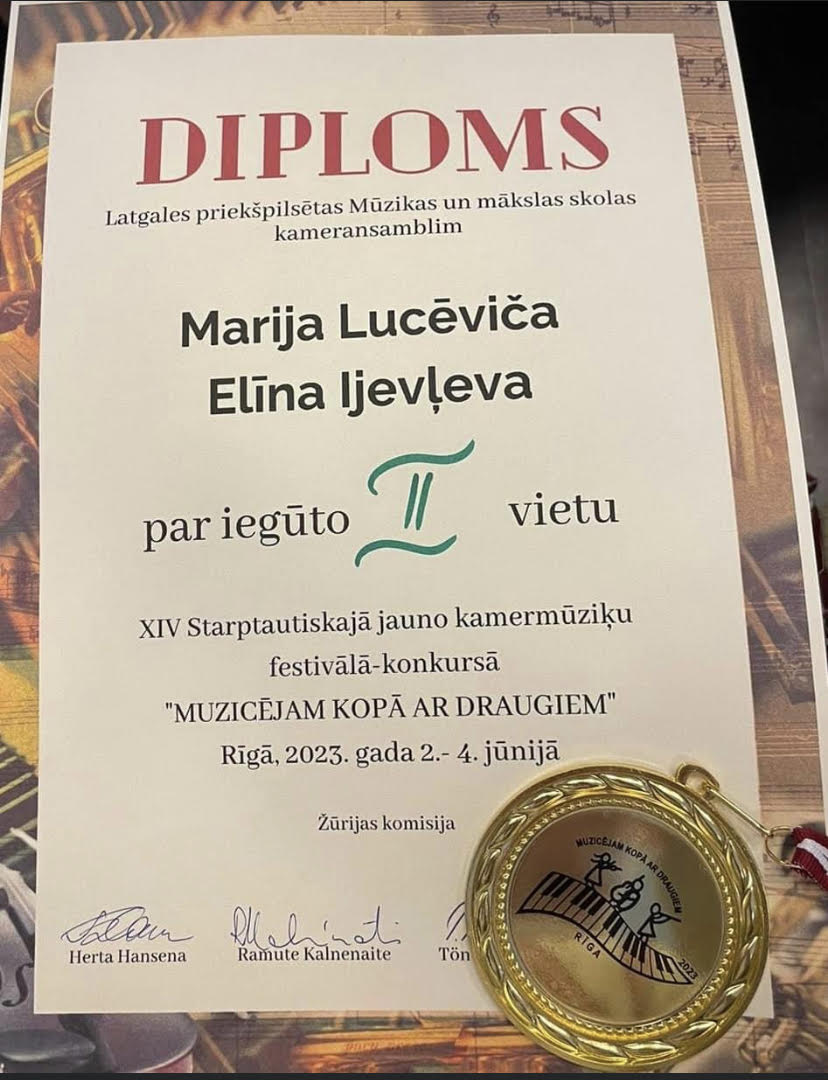 DIPLOMS
Latgales priekšpilsētas Mūzikas un mākslas skolas
kameransamblim
Marija Lucēviča
Elīna Ijevļeva
par iegūto II vietu
XIV Starptautiskajā jauno kamermūziķu
festivālā-konkursā
"MUZICĒJAM KOPĀ AR DRAUGIEM"
Rīgā, 2023. gada 2.- 4. jūnijā
Žūrijas komisija
Herta Hansena
Ramute Kalnenaite
Tōn
MUZICĒJAM KOPĀ AR DRAUGIEM
RĪGA
2023